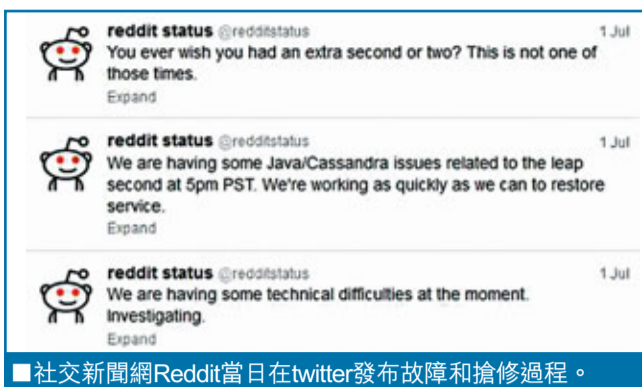 reddit status @redditstatus 1 Jul
You ever wish you had an extra second or two? This is not one of
those times.
Expand
reddit status @redditstatus 1 Jul
We are having some Java/Cassandra issues related to the leap
second at 5pm PST. We're working as quickly as we can to restore
service.
Expand
reddit status @redditstatus 1 Jul
We are having some technical difficulties at the moment.
Investigating.
Expand
■社交新聞網Reddit當日在twitter發布故障和搶修過程。